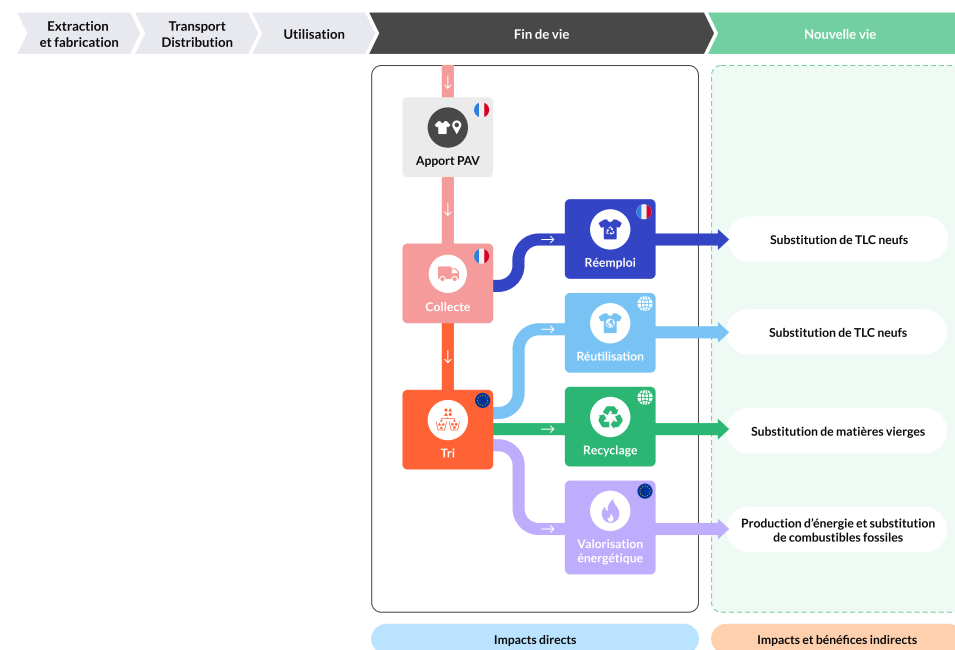 Extraction
et fabrication
Transport
Distribution
Utilisation
Fin de vie
Nouvelle vie
Apport PAV
Collecte
Réemploi
Substitution de TLC neufs
Réutilisation
Substitution de TLC neufs
Tri
Recyclage
Substitution de matières vierges
Valorisation
énergétique
Production d’énergie et substitution
de combustibles fossiles
Impacts directs
Impacts et bénéfices indirects